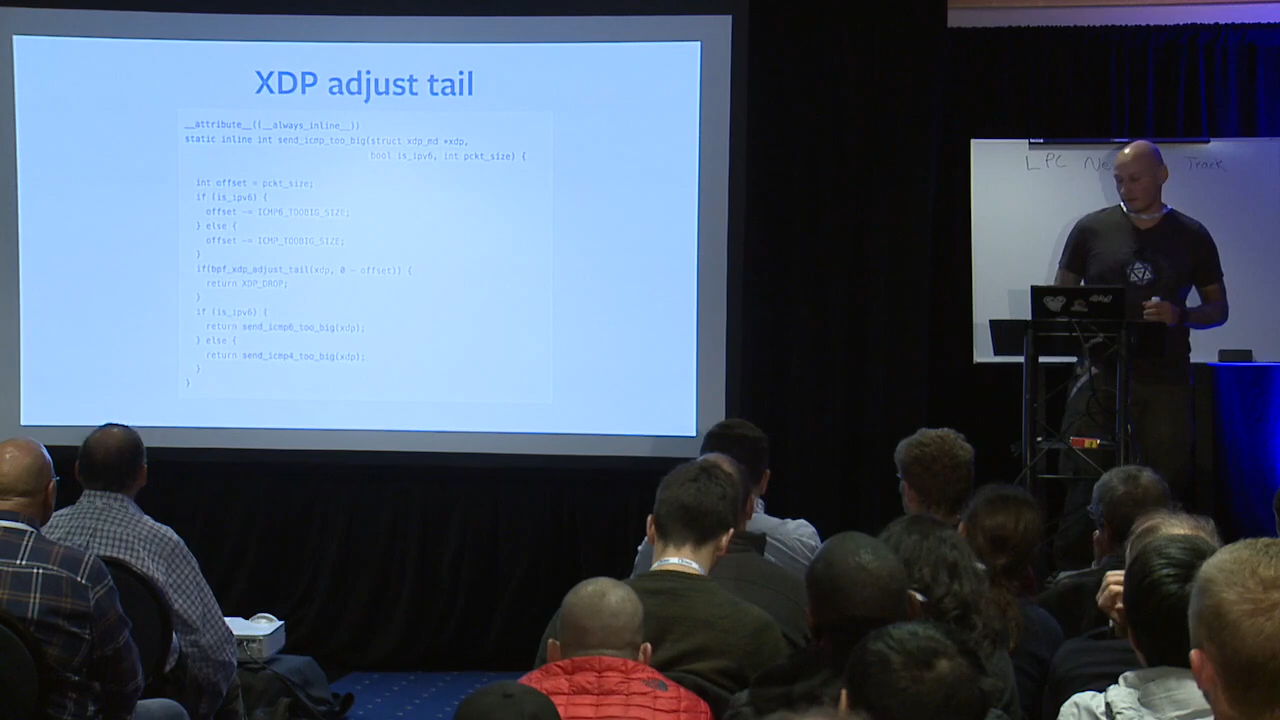 XDP adjust tail
__attribute__((__always_inline__))
static inline int send_icmp_too_big(struct xdp_md *xdp,
bool is_ipv6, int pckt_size) {
int offset = pckt_size;
if (is_ipv6) {
offset -= ICMP6_TOOBIG_SIZE;
} else {
offset -= ICMP_TOOBIG_SIZE;
}
if(bpf_xdp_adjust_tail(xdp, 0 - offset)) {
return XDP_DROP;
}
if (is_ipv6) {
return send_icmp6_too_big(xdp);
} else {
return send_icmp4_too_big(xdp);
}
}
LPC Ne Track